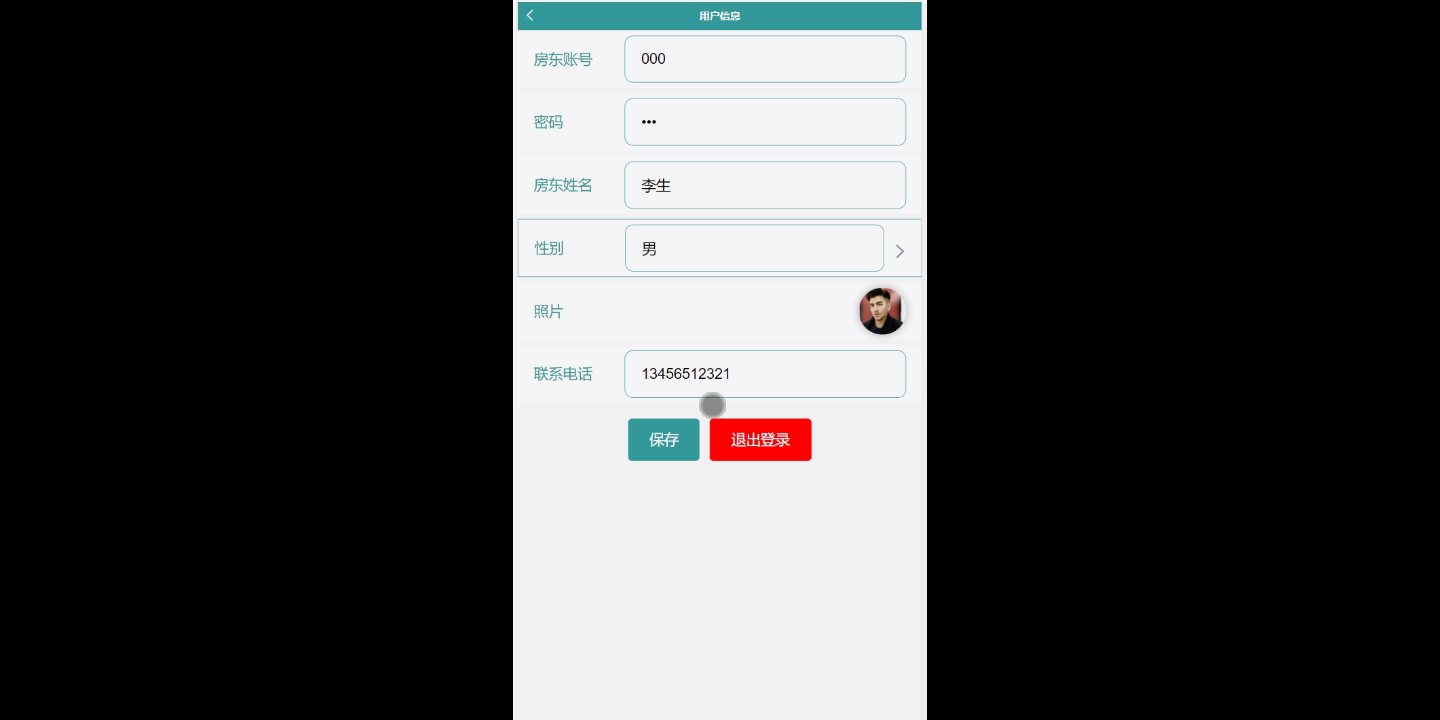 用户信息
房东账号 000
密码 •••
房东姓名 李生
性别 男
照片
联系电话 13456512321
保存 退出登录